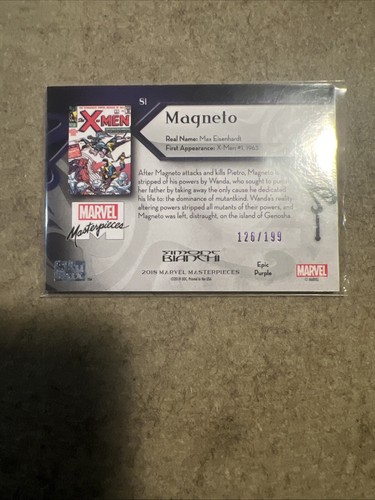 81
Magneto
X-MEN
Real Name: Max Eisenhardt
First Appearance: X-Men #1, 1963
After Magneto attacks and kills Pietro, Magneto is
stripped of his powers by Wanda, who sought to punish
her father by taking away the only cause he dedicated
his life to: the dominance of mutantkind. Wanda's reality
altering powers stripped all mutants of their powers, and
Magneto was left, distraught, on the island of Genosha.
MARVEL
Masterpieces
126/199
SIMONE
BIANCHI
2018 MARVEL MASTERPIECES
Epic
Purple
MARVEL